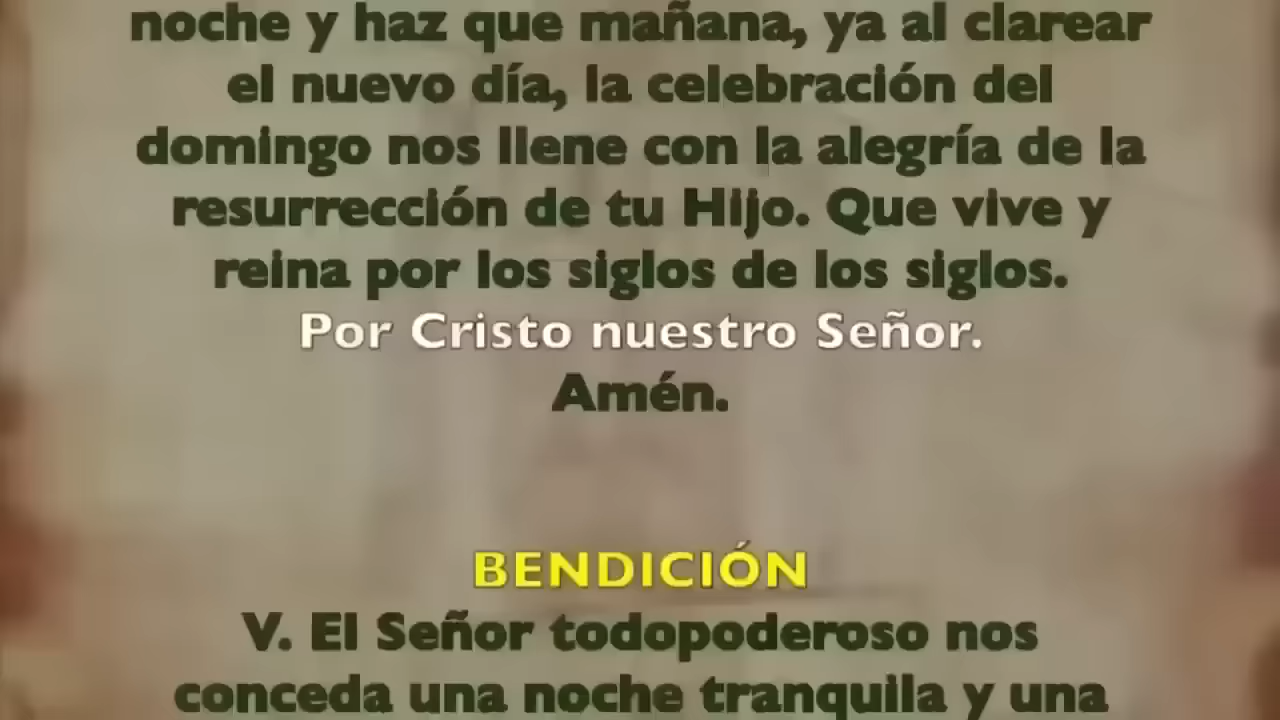 noche y haz que mañana, ya al clarear
el nuevo día, la celebración del
domingo nos llene con la alegría de la
resurrección de tu Hijo. Que vive y
reina por los siglos de los siglos.
Por Cristo nuestro Señor.
Amén.
BENDICIÓN
V. El Señor todopoderoso nos
conceda una noche tranquila y una